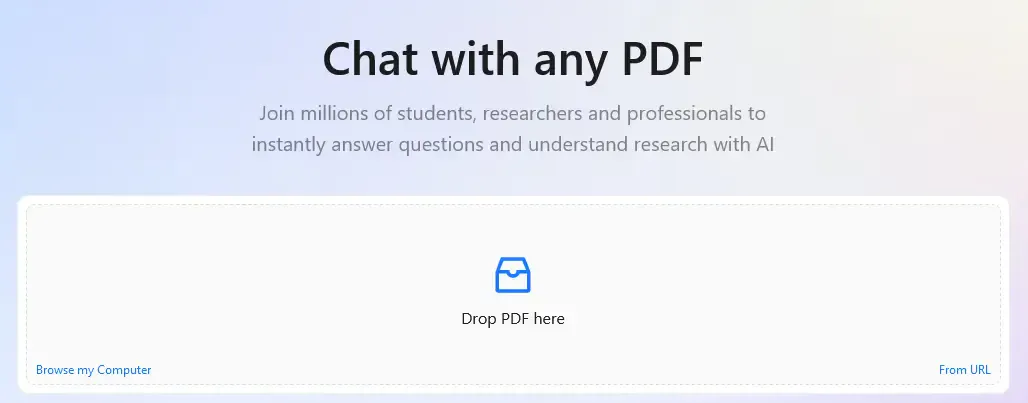 Chat with any PDF
Join millions of students, researchers and professionals to
instantly answer questions and understand research with AI
Drop PDF here
Browse my Computer
From URL